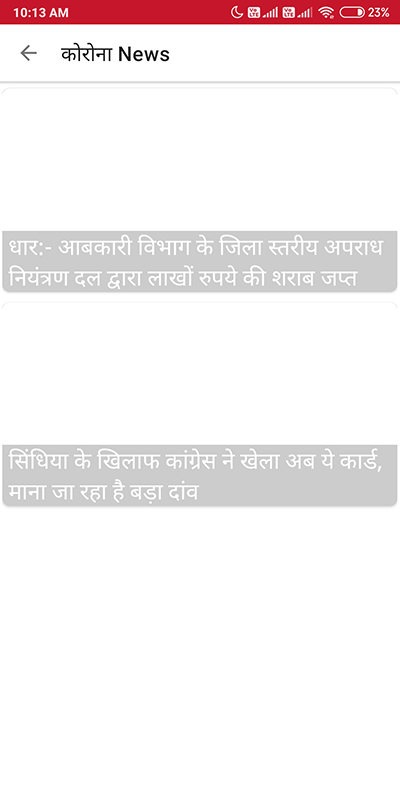 10:13 AM
23%
कोरोना News
धार:- आबकारी विभाग के जिला स्तरीय अपराध
नियंत्रण दल द्वारा लाखों रुपये की शराब जप्त
सिंधिया के खिलाफ कांग्रेस ने खेला अब ये कार्ड,
माना जा रहा है बड़ा दांव